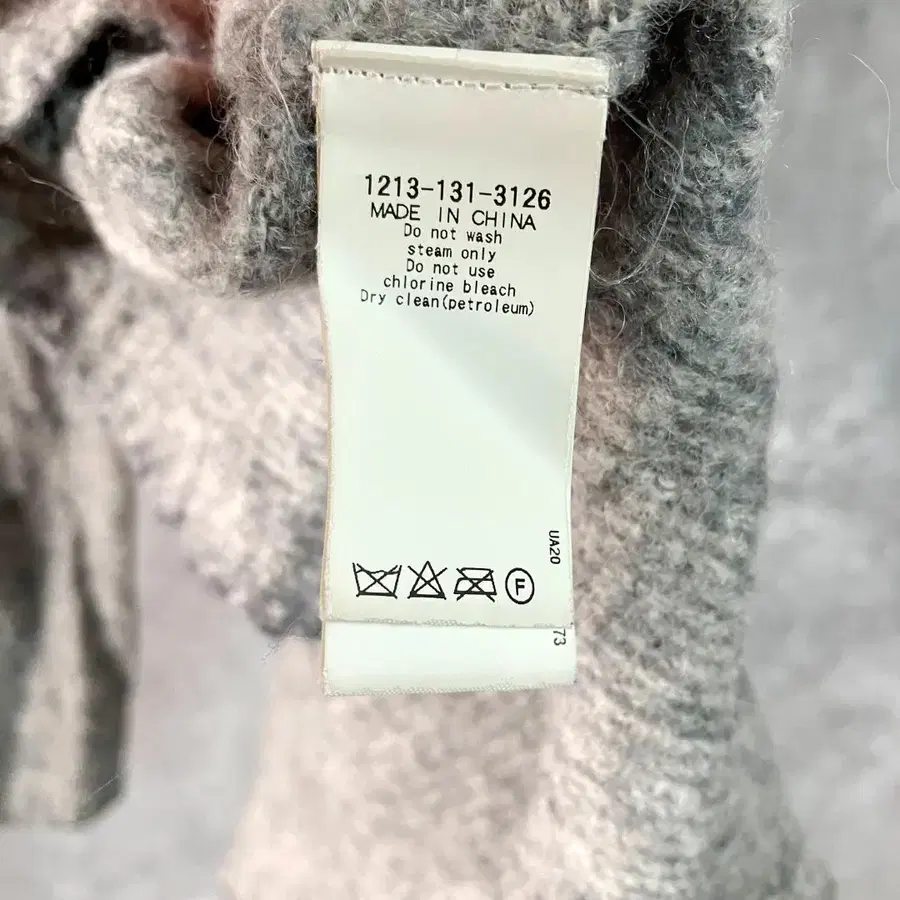 1213-131-3126
MADE IN CHINA
Do not wash
steam only
Do not use
chlorine bleach
Dry clean(petroleum)
UA20
F
73